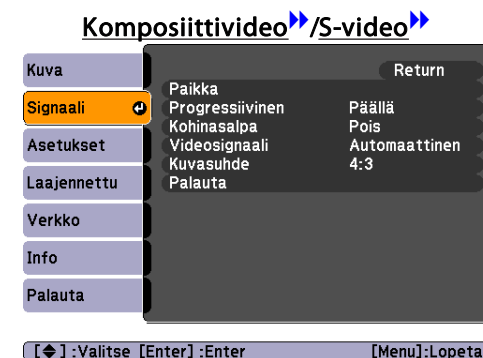 Komposiittivideo/S-video
Kuva
Signaali
Asetukset
Laajennettu
Verkko
Info
Palauta
Return
Paikka
Progressiivinen Päällä
Kohinasalpa Pois
Videosignaali Automaattinen
Kuvasuhde 4:3
Palauta
[◆] :Valitse [Enter] :Enter [Menu]:Lopeta